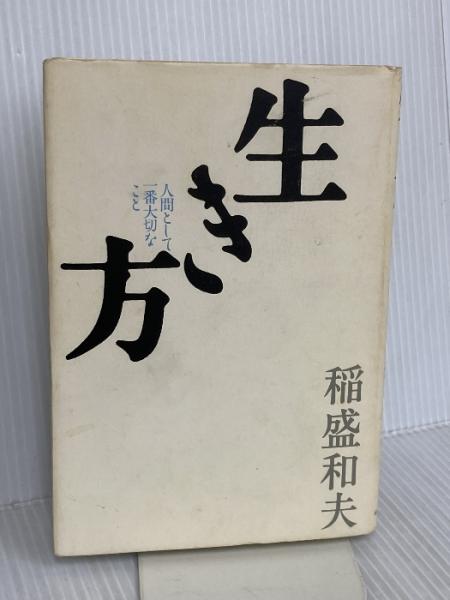 生き方
人間として
一番大切な
こと
稲盛和夫